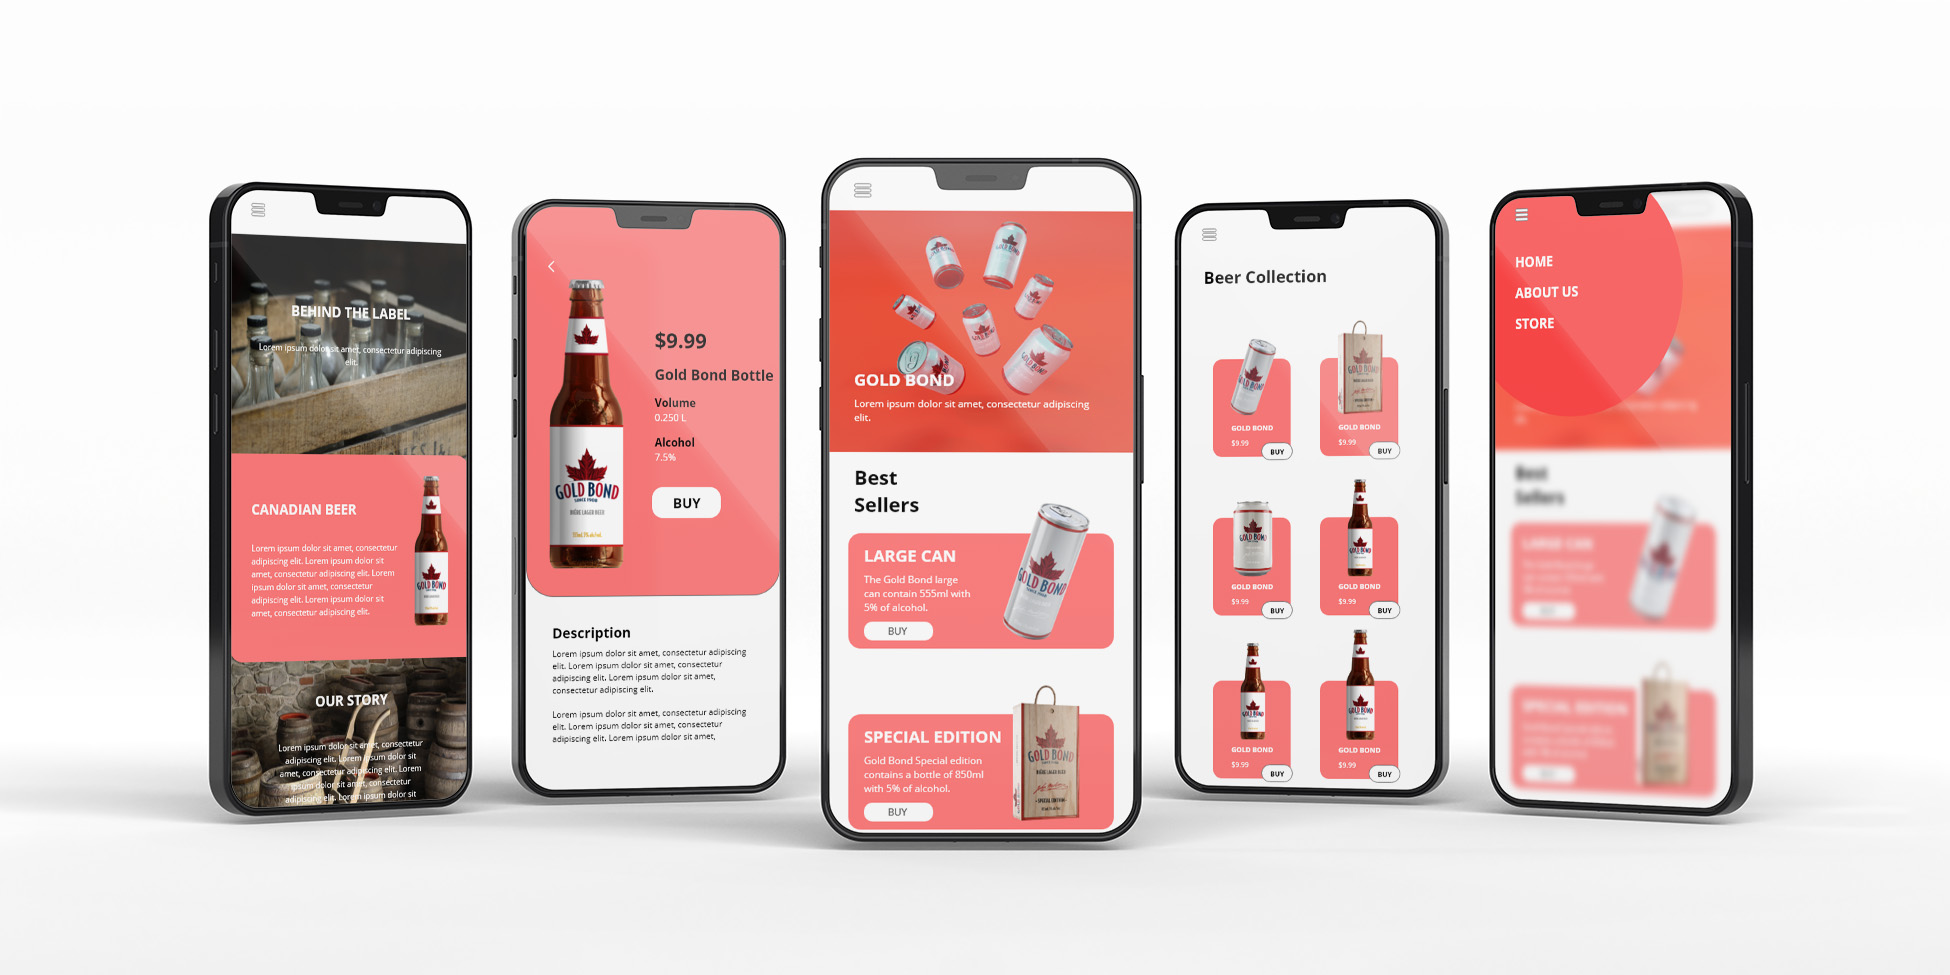 BEHIND THE LABEL
Lorem ipsum dolor sit amet, consectetur adipiscing
elit.
CANADIAN BEER
Lorem ipsum dolor sit amet, consectetur
adipiscing elit. Lorem ipsum dolor sit
amet, consectetur adipiscing elit. Lorem
ipsum dolor sit amet, consectetur
adipiscing elit. Lorem ipsum dolor sit
amet, consectetur adipiscing elit.
GOLD BOND
OUR STORY
Lorem ipsum dolor sit amet, consectetur
adipiscing elit. Lorem ipsum dolor sit
amet, consectetur adipiscing elit. Lorem
ipsum dolor sit amet, consectetur
adipiscing elit. Lorem ipsum dolor sit
$9.99
Gold Bond Bottle
Volume
0.250 L
Alcohol
7.5%
BUY
GOLD BOND
SINCE 1908
BIÈRE LAGER BEER
Description
Lorem ipsum dolor sit amet, consectetur adipiscing
elit. Lorem ipsum dolor sit amet, consectetur
adipiscing elit. Lorem ipsum dolor sit amet,
consectetur adipiscing elit.
Lorem ipsum dolor sit amet, consectetur adipiscing
elit. Lorem ipsum dolor sit amet, consectetur
adipiscing elit. Lorem ipsum dolor sit amet,
GOLD BOND
Lorem ipsum dolor sit amet, consectetur adipiscing
elit.
Best
Sellers
LARGE CAN
The Gold Bond large
can contain 555ml with
5% of alcohol.
BUY
GOLD BOND
SPECIAL EDITION
Gold Bond Special edition
contains a bottle of 850ml
with 5% of alcohol.
BUY
GOLD BOND
BIÈRE LAGER BEER
SPECIAL EDITION
Beer Collection
GOLD BOND
$9.99
BUY
GOLD BOND
$9.99
BUY
GOLD BOND
$9.99
BUY
GOLD BOND
$9.99
BUY
GOLD BOND
$9.99
BUY
GOLD BOND
$9.99
BUY
HOME
ABOUT US
STORE
Best
Sellers
LARGE CAN
SPECIAL EDITION